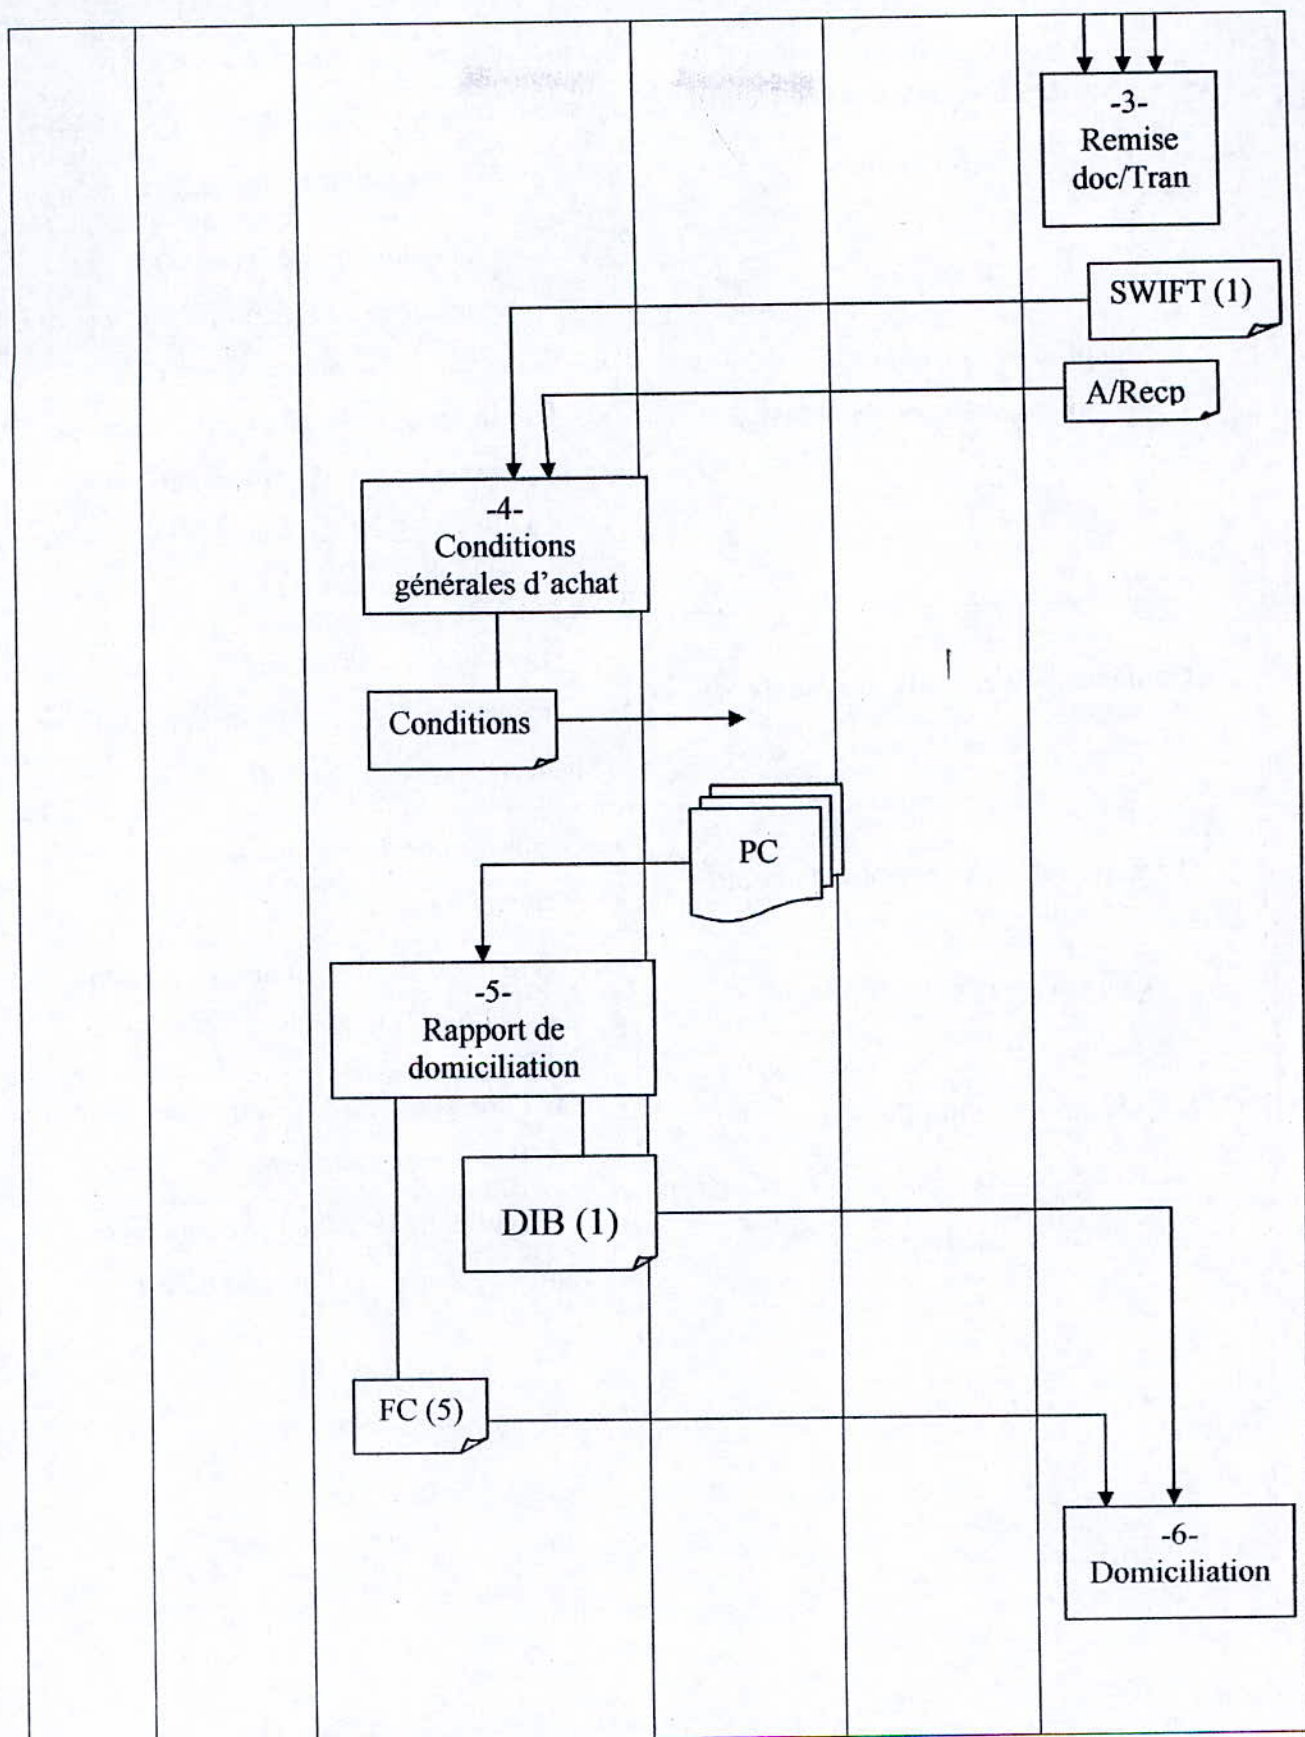 -3-
Remise
doc/Tran
SWIFT (1)
A/Recp
-4-
Conditions
générales d'achat
Conditions
PC
-5-
Rapport de
domiciliation
DIB (1)
FC (5)
-6-
Domiciliation